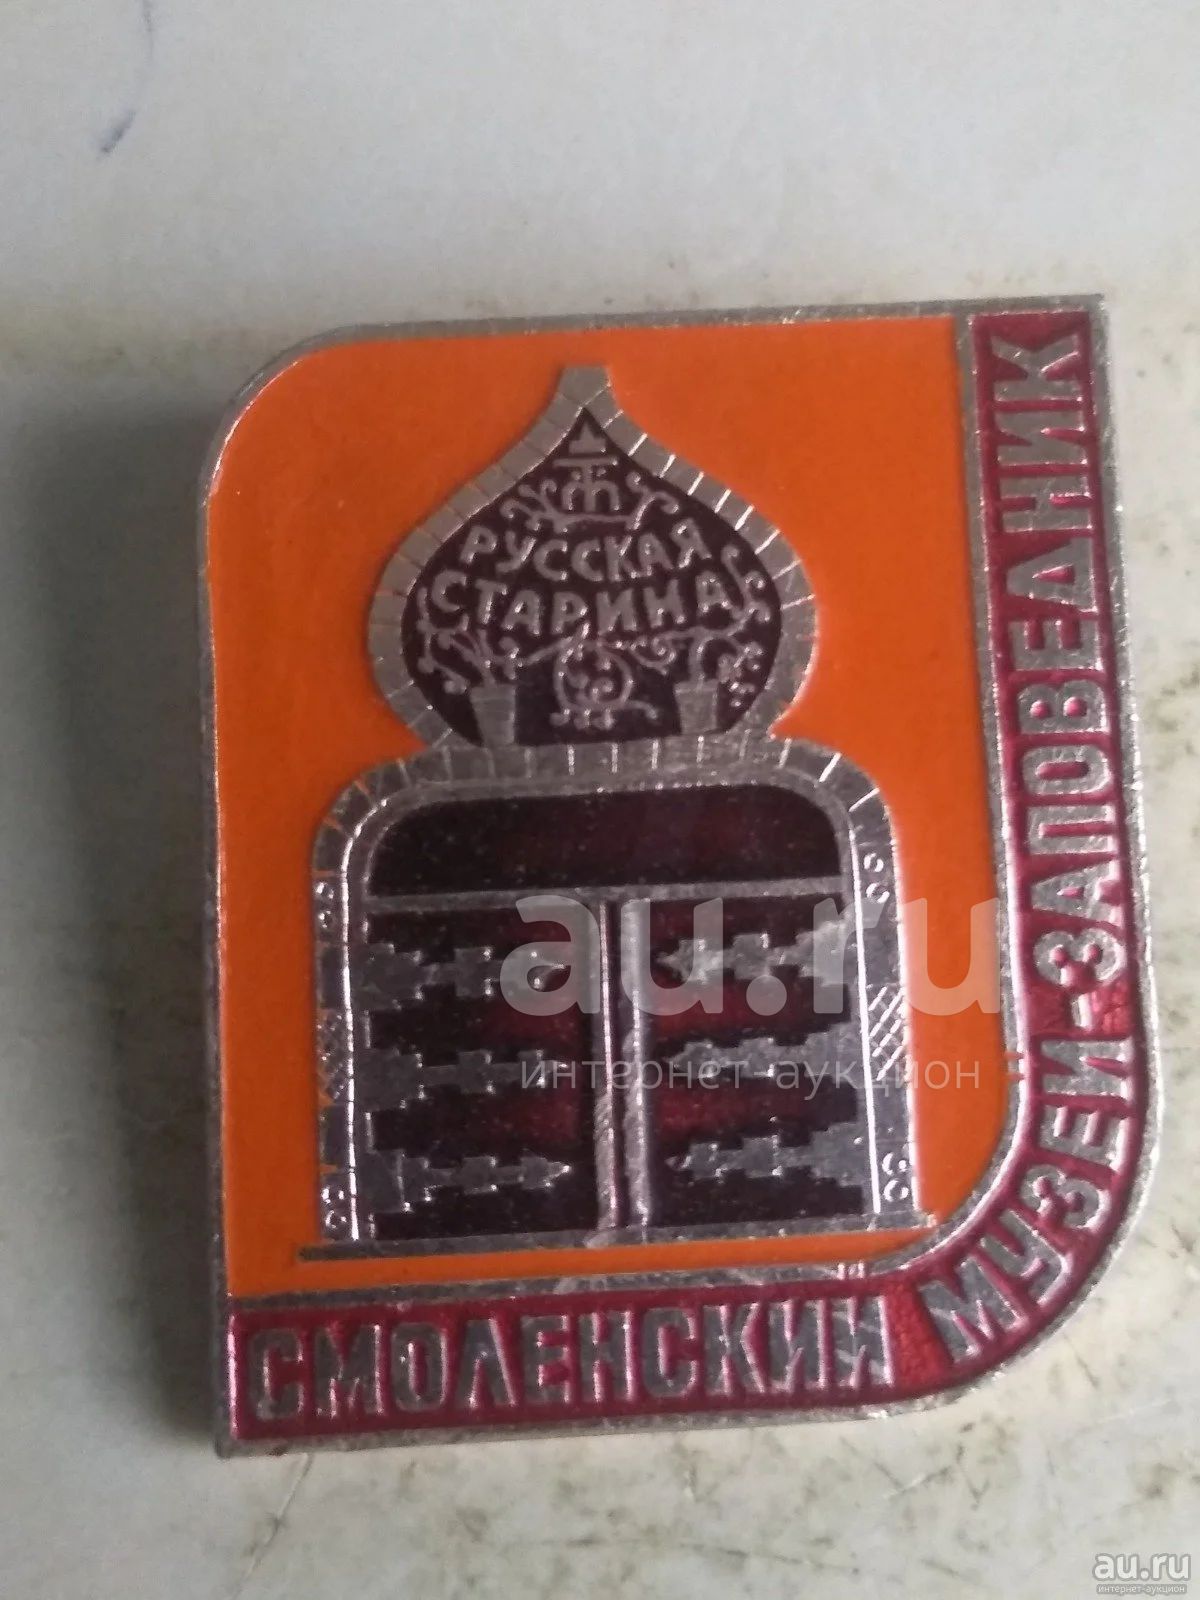 РУССКАЯ
СТАРИНА
СМОЛЕНСКИЙ МУЗЕЙ-ЗАПОВЕДНИК
au.ru
интернет-аукцион
au.ru
интернет-аукцион